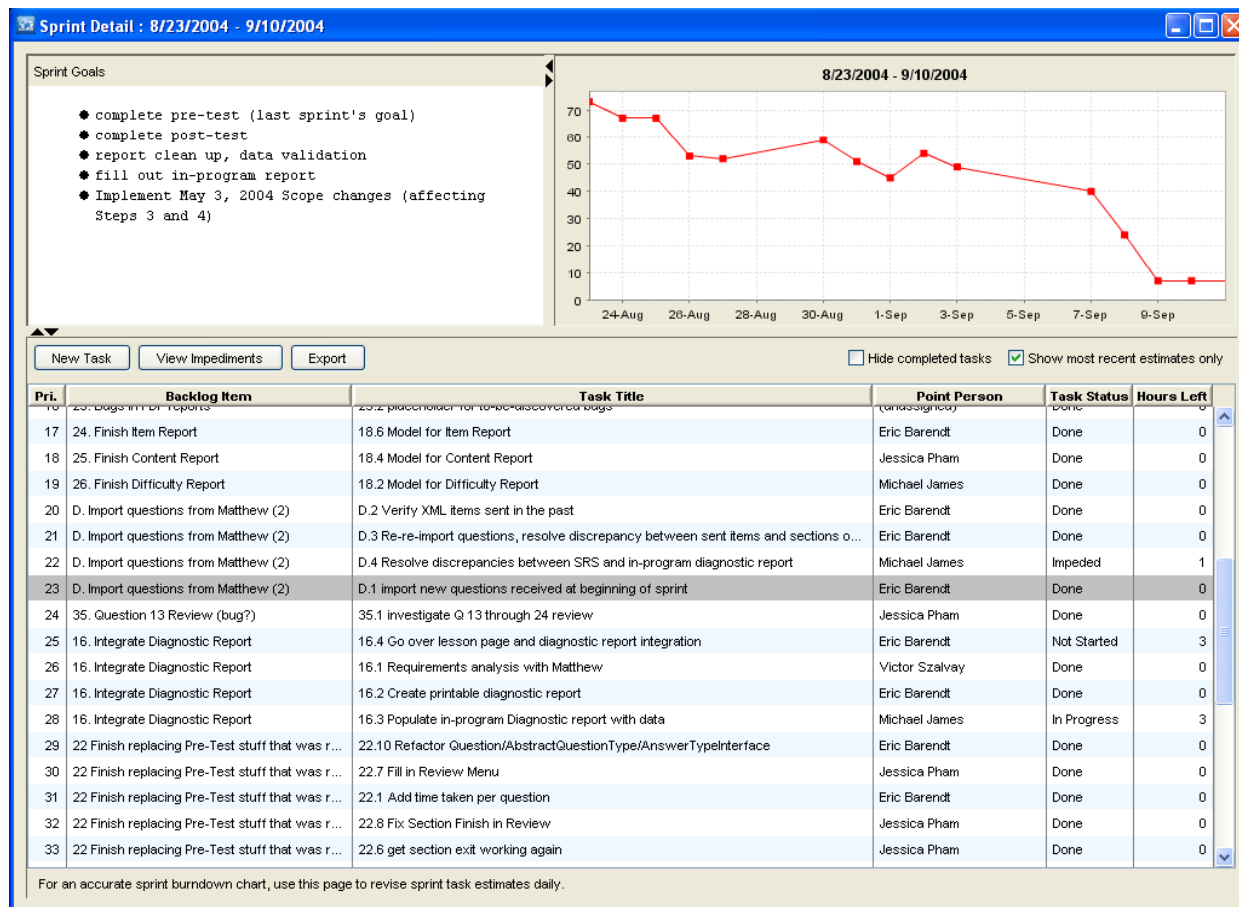 Sprint Detail : 8/23/2004 - 9/10/2004
Sprint Goals
complete pre-test (last sprint's goal)
complete post-test
report clean up, data validation
fill out in-program report
Implement May 3, 2004 Scope changes (affecting
Steps 3 and 4)
8/23/2004 - 9/10/2004
70
60
50
40
30
20
10
0
24-Aug 26-Aug 28-Aug 30-Aug 1-Sep 3-Sep 5-Sep 7-Sep 9-Sep
New Task View Impediments Export Hide completed tasks Show most recent estimates only
Pri. Backlog Item Task Title Point Person Task Status Hours Left
17 24. Finish Item Report 18.6 Model for Item Report Eric Barendt Done 0
18 25. Finish Content Report 18.4 Model for Content Report Jessica Pham Done 0
19 26. Finish Difficulty Report 18.2 Model for Difficulty Report Michael James Done 0
20 D. Import questions from Matthew (2) D.2 Verify XML items sent in the past Eric Barendt Done 0
21 D. Import questions from Matthew (2) D.3 Re-re-import questions, resolve discrepancy between sent items and sections o... Eric Barendt Done 0
22 D. Import questions from Matthew (2) D.4 Resolve discrepancies between SRS and in-program diagnostic report Michael James Impeded 1
23 D. Import questions from Matthew (2) D.1 import new questions received at beginning of sprint Eric Barendt Done 0
24 35. Question 13 Review (bug?) 35.1 investigate Q 13 through 24 review Jessica Pham Done 0
25 16. Integrate Diagnostic Report 16.4 Go over lesson page and diagnostic report integration Eric Barendt Not Started 3
26 16. Integrate Diagnostic Report 16.1 Requirements analysis with Matthew Victor Szalvay Done 0
27 16. Integrate Diagnostic Report 16.2 Create printable diagnostic report Eric Barendt Done 0
28 16. Integrate Diagnostic Report 16.3 Populate in-program Diagnostic report with data Michael James In Progress 3
29 22 Finish replacing Pre-Test stuff that was r... 22.10 Refactor Question/AbstractQuestionType/AnswerTypeInterface Eric Barendt Done 0
30 22 Finish replacing Pre-Test stuff that was r... 22.7 Fill in Review Menu Jessica Pham Done 0
31 22 Finish replacing Pre-Test stuff that was r... 22.1 Add time taken per question Eric Barendt Done 0
32 22 Finish replacing Pre-Test stuff that was r... 22.8 Fix Section Finish in Review Jessica Pham Done 0
33 22 Finish replacing Pre-Test stuff that was r... 22.6 get section exit working again Jessica Pham Done 0
For an accurate sprint burndown chart, use this page to revise sprint task estimates daily.